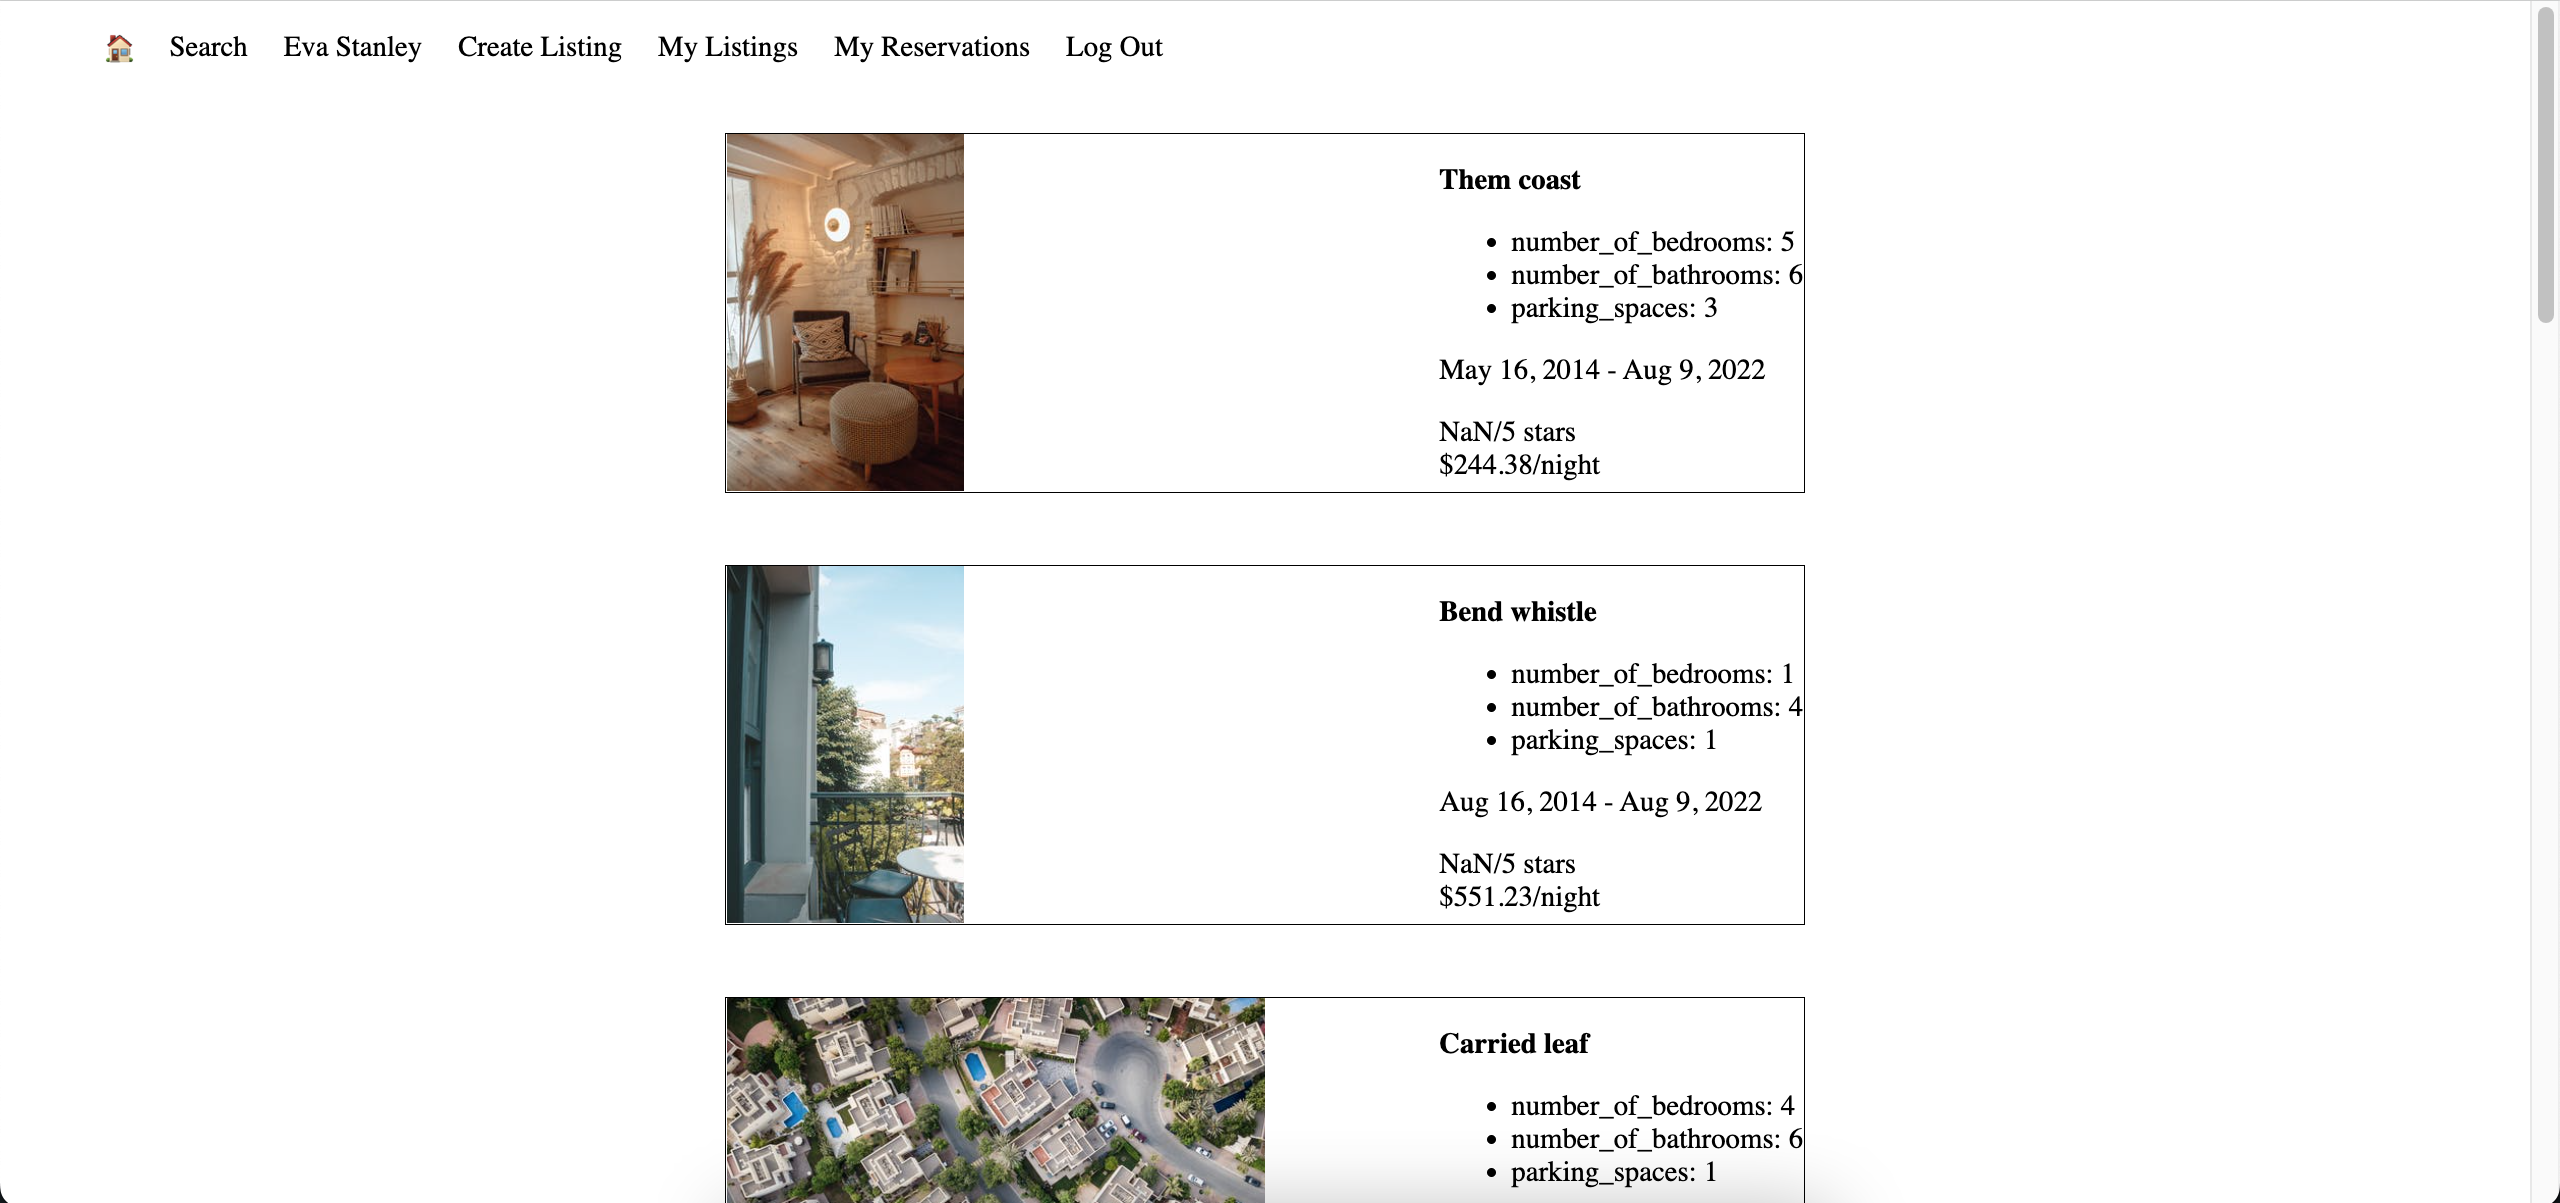 Search Eva Stanley Create Listing My Listings My Reservations Log Out
Them coast
number_of_bedrooms: 5
number_of_bathrooms: 6
parking_spaces: 3
May 16, 2014 - Aug 9, 2022
NaN/5 stars
$244.38/night
Bend whistle
number_of_bedrooms: 1
number_of_bathrooms: 4
parking_spaces: 1
Aug 16, 2014 - Aug 9, 2022
NaN/5 stars
$551.23/night
Carried leaf
number_of_bedrooms: 4
number_of_bathrooms: 6
parking_spaces: 1